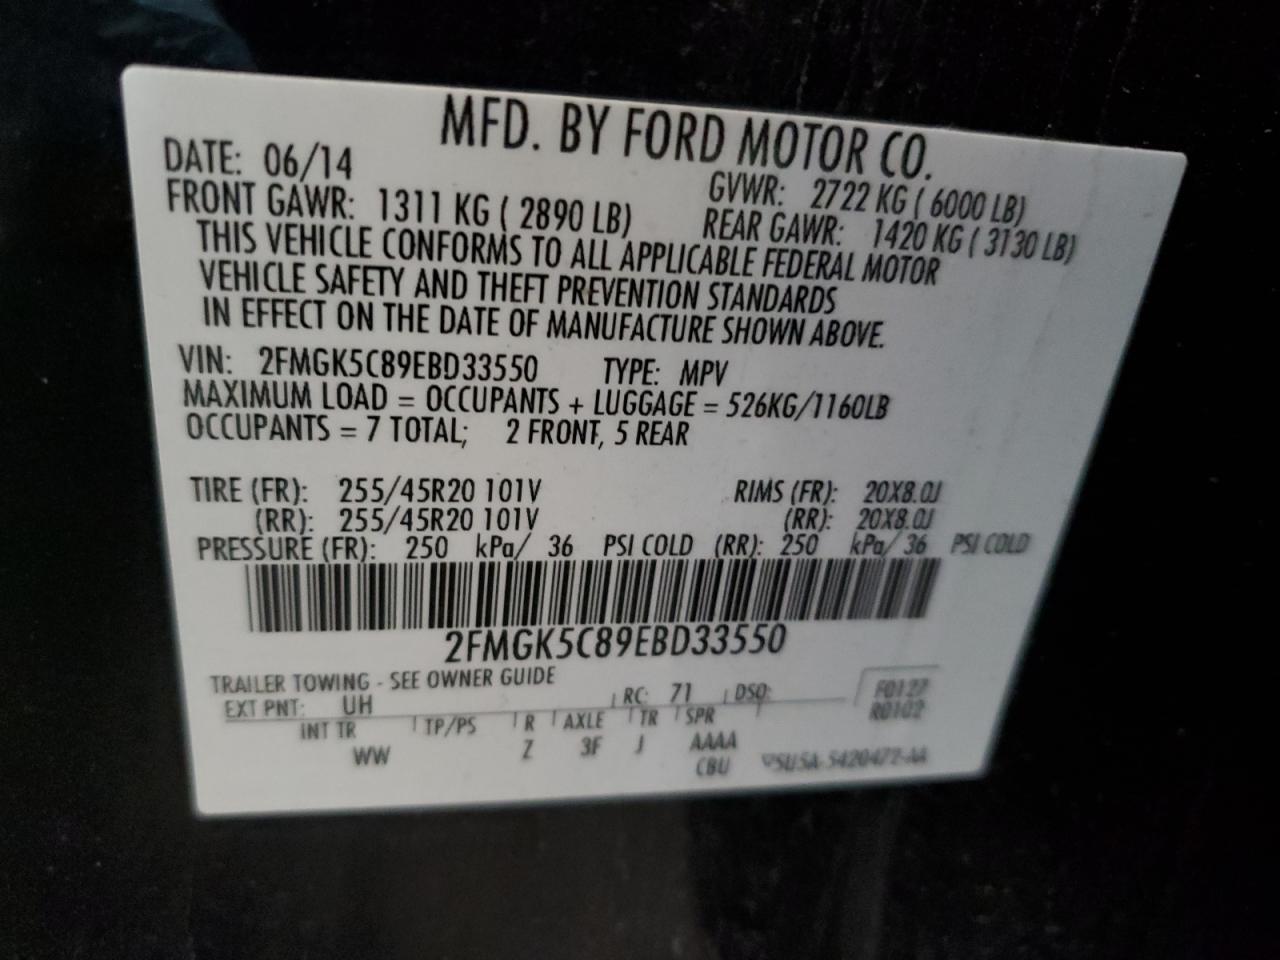 MFD. BY FORD MOTOR CO.
DATE: 06/14 GVWR: 2722 KG ( 6000 LB)
FRONT GAWR: 1311 KG ( 2890 LB) REAR GAWR: 1420 KG ( 3130 LB)
THIS VEHICLE CONFORMS TO ALL APPLICABLE FEDERAL MOTOR
VEHICLE SAFETY AND THEFT PREVENTION STANDARDS
IN EFFECT ON THE DATE OF MANUFACTURE SHOWN ABOVE.
VIN: 2FMGK5C89EBD33550 TYPE: MPV
MAXIMUM LOAD = OCCUPANTS + LUGGAGE = 526KG/1160LB
OCCUPANTS = 7 TOTAL; 2 FRONT, 5 REAR
TIRE (FR): 255/45R20 101V RIMS (FR): 20X8.0J
(RR): 255/45R20 101V (RR): 20X8.0J
PRESSURE (FR): 250 kPa/ 36 PSI COLD (RR): 250 kPa/ 36 PSI COLD
2FMGK5C89EBD33550
TRAILER TOWING - SEE OWNER GUIDE
EXT PNT: UH RC: 71 DSO: F0127
R0102
INT TR TP/PS R AXLE TR SPR
WW Z 3F J AAAA
CBU 5420472-AA